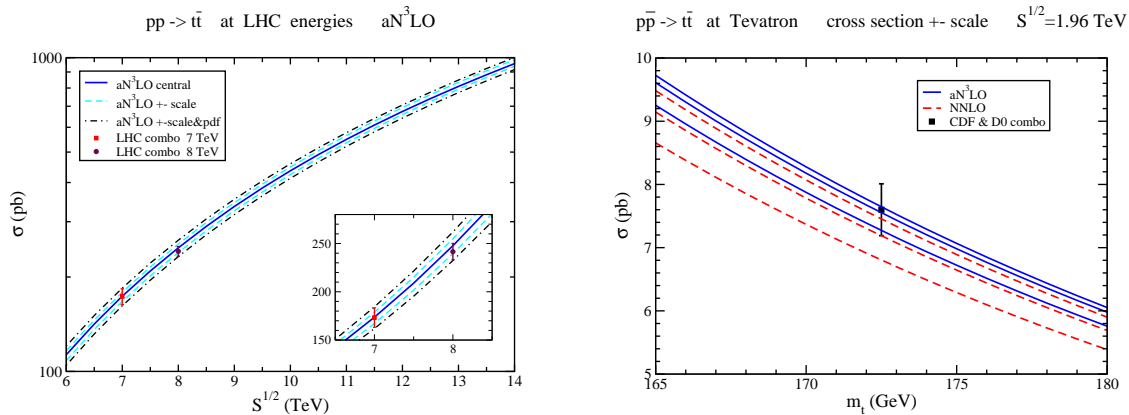 pp -> tt̄ at LHC energies aN³LO
1000
aN³LO central
aN³LO +- scale
aN³LO +-scale&pdf
LHC combo 7 TeV
LHC combo 8 TeV
σ (pb)
250
200
150
7
8
100
6
7
8
9
10
11
12
13
14
S^1/2 (TeV)
pp̄ -> tt̄ at Tevatron cross section +- scale S^1/2=1.96 TeV
10
aN³LO
NNLO
CDF & D0 combo
9
8
σ (pb)
7
6
5
165
170
175
180
m_t (GeV)